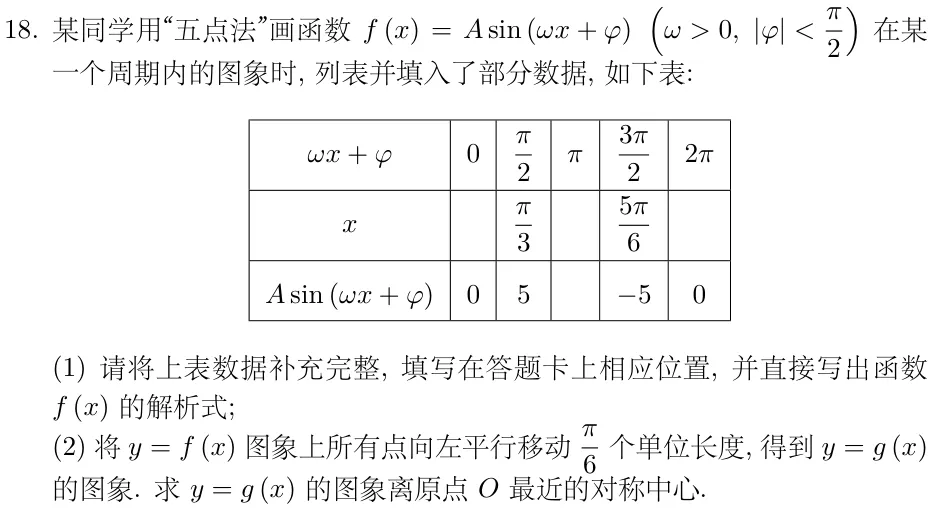 18. 某同学用“五点法”画函数 f (x) = A sin (ωx + φ) (ω > 0, |φ| < π/2) 在某
一个周期内的图象时, 列表并填入了部分数据, 如下表:
ωx + φ 0 π/2 π 3π/2 2π
x π/3 5π/6
A sin (ωx + φ) 0 5 −5 0
(1) 请将上表数据补充完整, 填写在答题卡上相应位置, 并直接写出函数
f (x) 的解析式;
(2) 将 y = f (x) 图象上所有点向左平行移动 π/6 个单位长度, 得到 y = g (x)
的图象. 求 y = g (x) 的图象离原点 O 最近的对称中心.